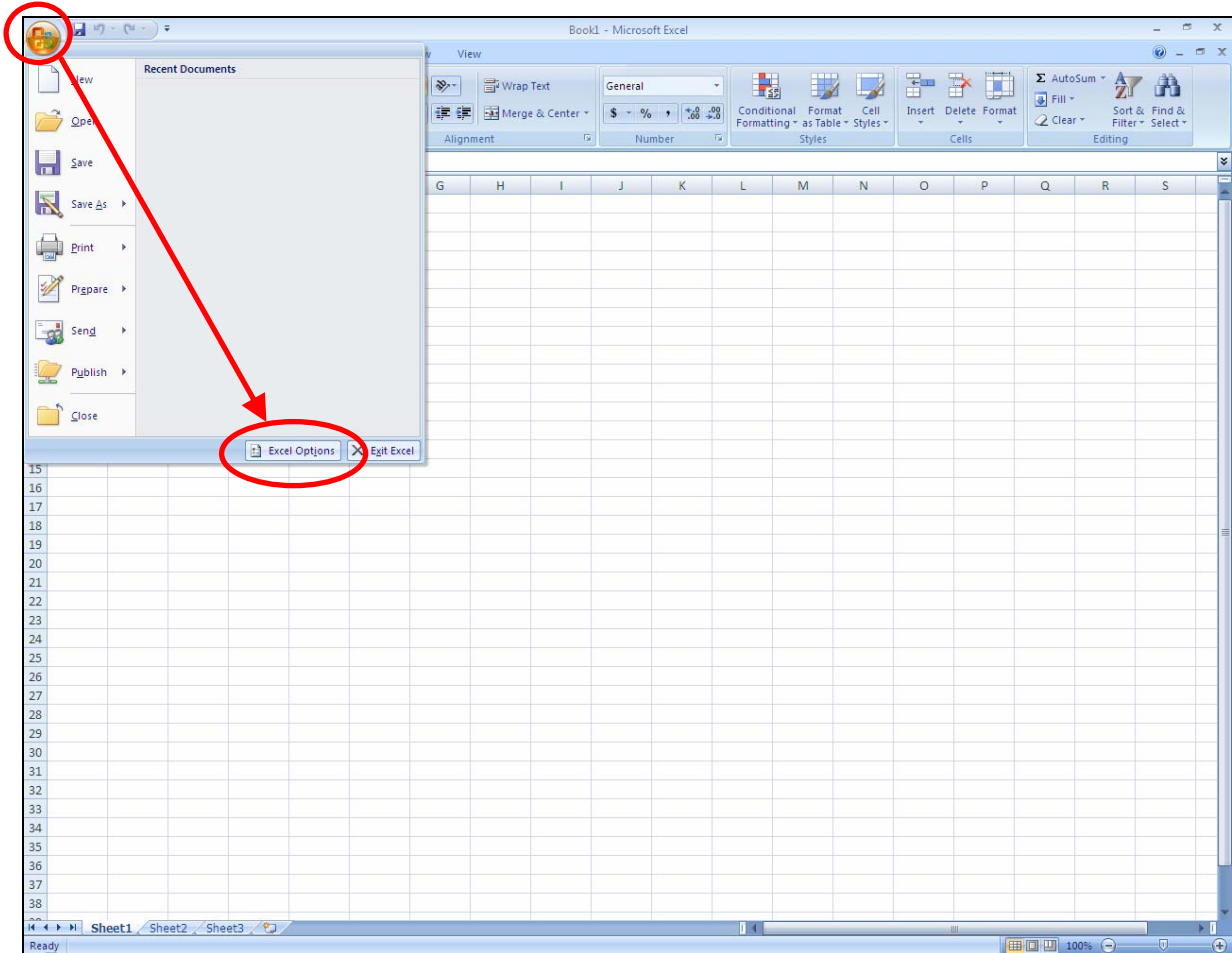 Book1 - Microsoft Excel
View
New
Open
Save
Save As
Print
Prepare
Send
Publish
Close
Recent Documents
Excel Options
Exit Excel
Wrap Text
Merge & Center
Alignment
General
$ % , .00
Number
Conditional Formatting
Format as Table
Cell Styles
Styles
Insert Delete Format
Cells
Σ AutoSum
Fill
Clear
Sort & Filter
Find & Select
Editing
G H I J K L M N O P Q R S
15
16
17
18
19
20
21
22
23
24
25
26
27
28
29
30
31
32
33
34
35
36
37
38
Sheet1 Sheet2 Sheet3
Ready
100%